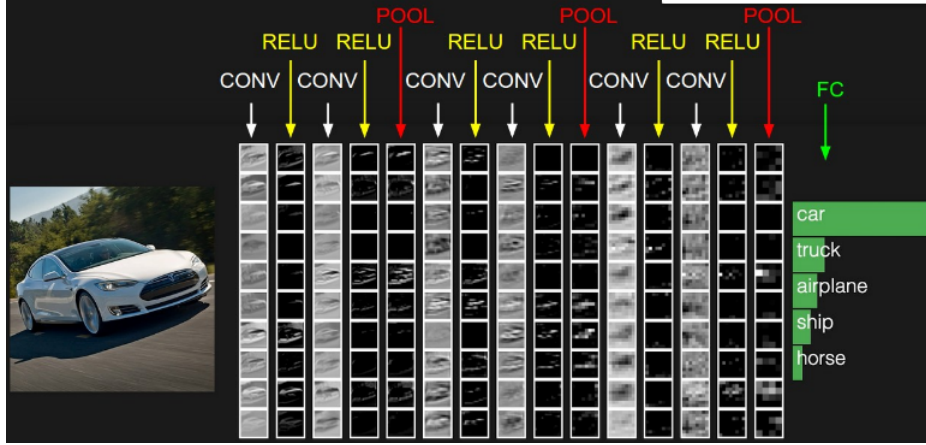 POOL POOL POOL
RELU RELU RELU RELU RELU RELU
CONV CONV CONV CONV CONV CONV
FC
car
truck
airplane
ship
horse